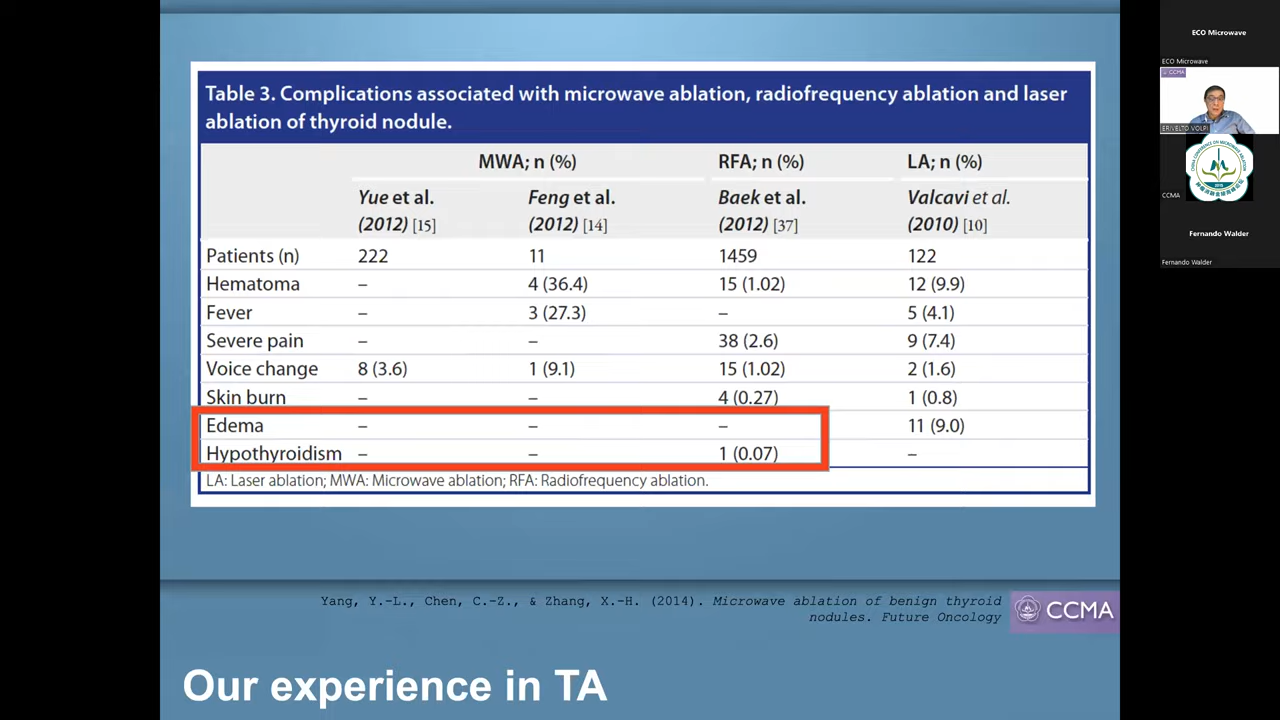 Table 3. Complications associated with microwave ablation, radiofrequency ablation and laser
ablation of thyroid nodule.
MWA; n (%) RFA; n (%) LA; n (%)
Yue et al. Feng et al. Baek et al. Valcavi et al.
(2012) [15] (2012) [14] (2012) [37] (2010) [10]
Patients (n) 222 11 1459 122
Hematoma – 4 (36.4) 15 (1.02) 12 (9.9)
Fever – 3 (27.3) – 5 (4.1)
Severe pain – – 38 (2.6) 9 (7.4)
Voice change 8 (3.6) 1 (9.1) 15 (1.02) 2 (1.6)
Skin burn – – 4 (0.27) 1 (0.8)
Edema – – – 11 (9.0)
Hypothyroidism – – 1 (0.07) –
LA: Laser ablation; MWA: Microwave ablation; RFA: Radiofrequency ablation.
Yang, Y.-L., Chen, C.-Z., & Zhang, X.-H. (2014). Microwave ablation of benign thyroid
nodules. Future Oncology
CCMA
Our experience in TA
ECO Microwave
ECO Microwave
CCMA
ERIVELTO VOLPI
CCMA
Fernando Walder
Fernando Walder